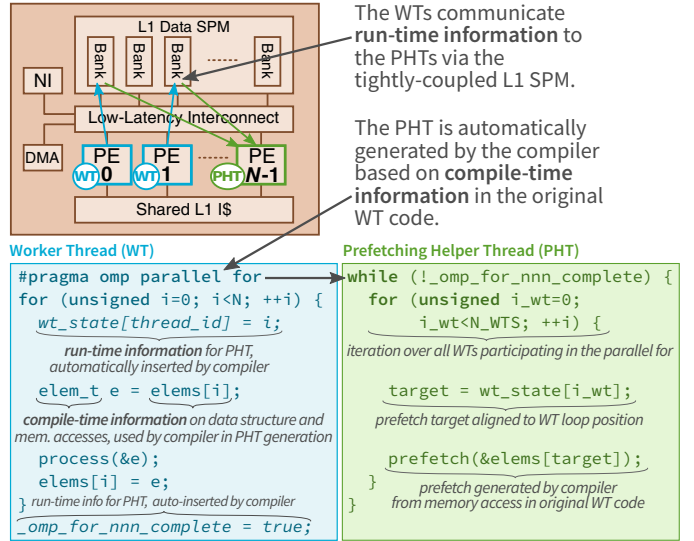 L1 Data SPM
Bank
Bank
Bank
Bank
NI
Low-Latency Interconnect
DMA
PE
WT 0
PE
WT 1
PE
PHT N-1
Shared L1 I$
The WTs communicate
run-time information to
the PHTs via the
tightly-coupled L1 SPM.
The PHT is automatically
generated by the compiler
based on compile-time
information in the original
WT code.
Worker Thread (WT)
#pragma omp parallel for
for (unsigned i=0; i<N; ++i) {
wt_state[thread_id] = i;
run-time information for PHT,
automatically inserted by compiler
elem_t e = elems[i];
compile-time information on data structure and
mem. accesses, used by compiler in PHT generation
process(&e);
elems[i] = e;
} run-time info for PHT, auto-inserted by compiler
_omp_for_nnn_complete = true;
Prefetching Helper Thread (PHT)
while (!_omp_for_nnn_complete) {
for (unsigned i_wt=0;
i_wt<N_WTS; ++i) {
iteration over all WTs participating in the parallel for
target = wt_state[i_wt];
prefetch target aligned to WT loop position
prefetch(&elems[target]);
} prefetch generated by compiler
} from memory access in original WT code